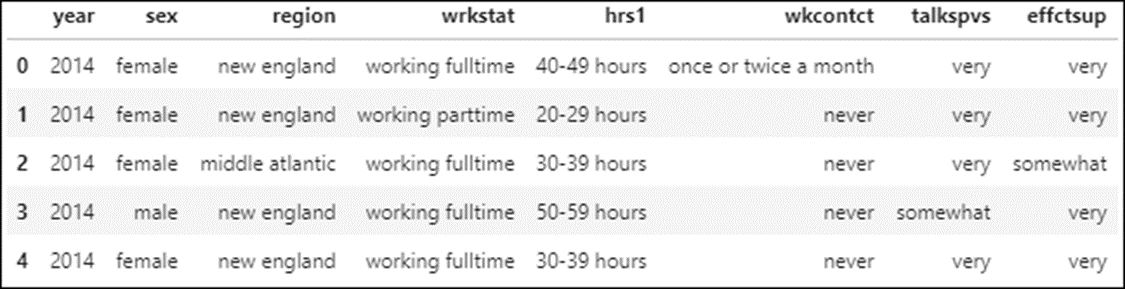 year sex region wrkstat hrs1 wkcontct talkspvs effctsup
0 2014 female new england working fulltime 40-49 hours once or twice a month very very
1 2014 female new england working parttime 20-29 hours never very very
2 2014 female middle atlantic working fulltime 30-39 hours never very somewhat
3 2014 male new england working fulltime 50-59 hours never somewhat very
4 2014 female new england working fulltime 30-39 hours never very very